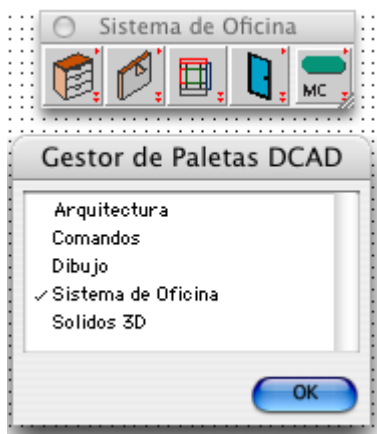 Sistema de Oficina
MC
Gestor de Paletas DCAD
Arquitectura
Comandos
Dibujo
✓ Sistema de Oficina
Solidos 3D
OK